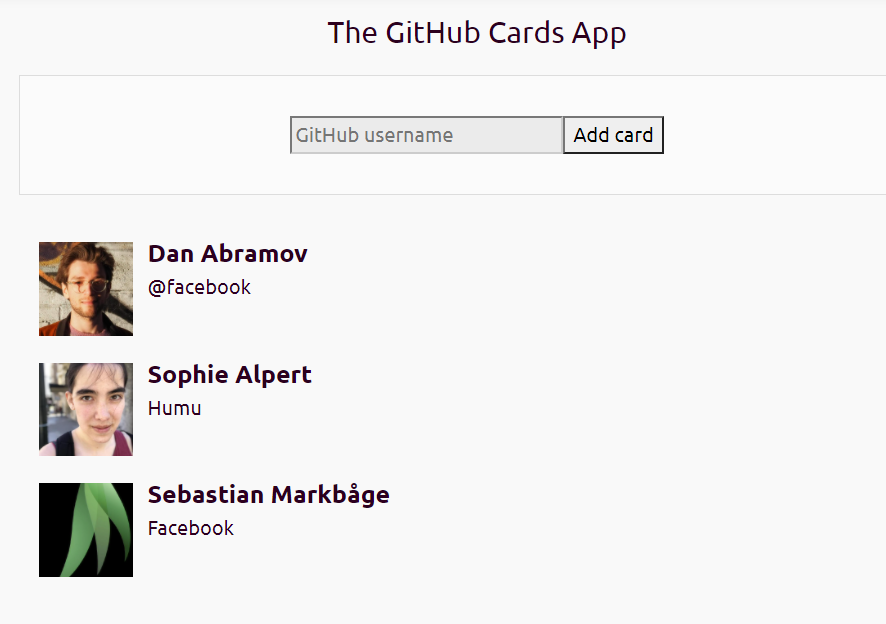 The GitHub Cards App
GitHub username
Add card
Dan Abramov
@facebook
Sophie Alpert
Humu
Sebastian Markbåge
Facebook